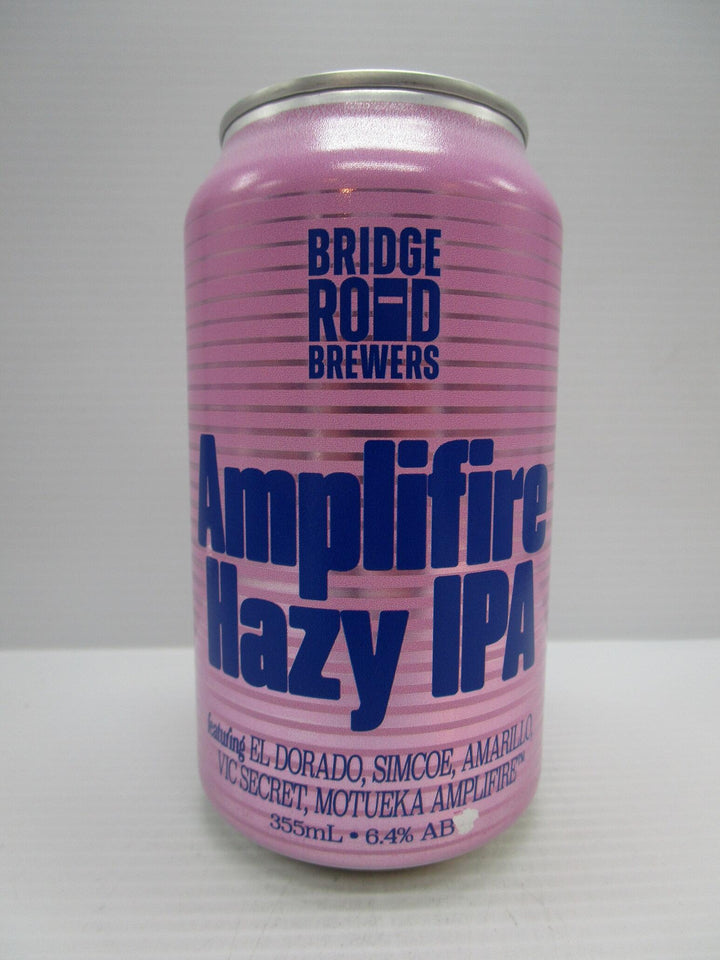 BRIDGE
ROAD
BREWERS
Amplifire
Hazy IPA
featuring EL DORADO, SIMCOE, AMARILLO,
VIC SECRET, MOTUEKA AMPLIFIRE™
355mL • 6.4% AB